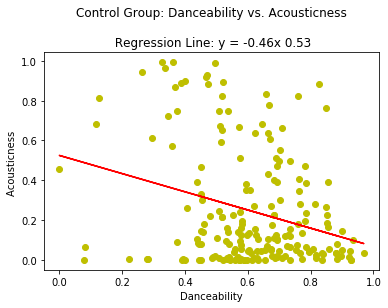 Control Group: Danceability vs. Acousticness
Regression Line: y = -0.46x 0.53
1.0
0.8
0.6
0.4
0.2
0.0
Acousticness
0.0 0.2 0.4 0.6 0.8 1.0
Danceability